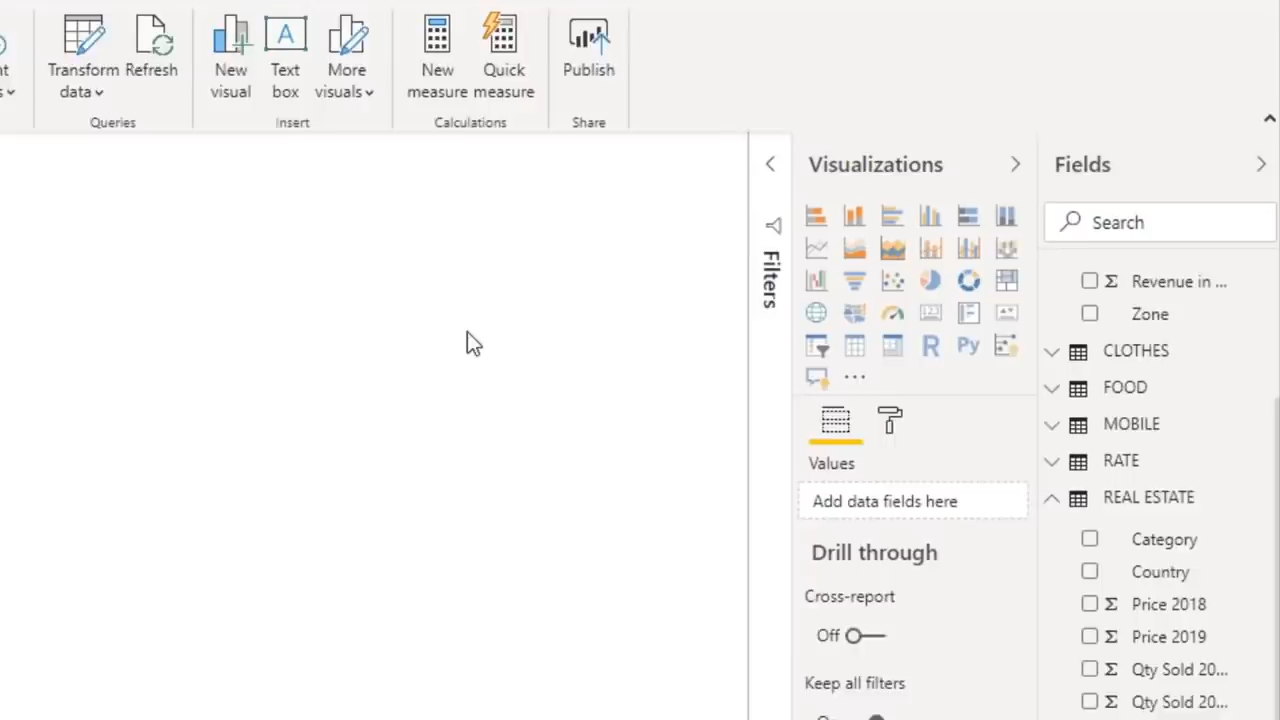 Transform data
Refresh
New visual
Text box
More visuals
New measure
Quick measure
Publish
Queries
Insert
Calculations
Share
Filters
Visualizations
R
Py
Values
Add data fields here
Drill through
Cross-report
Off
Keep all filters
Fields
Search
Revenue in ...
Zone
CLOTHES
FOOD
MOBILE
RATE
REAL ESTATE
Category
Country
Price 2018
Price 2019
Qty Sold 20...
Qty Sold 20...